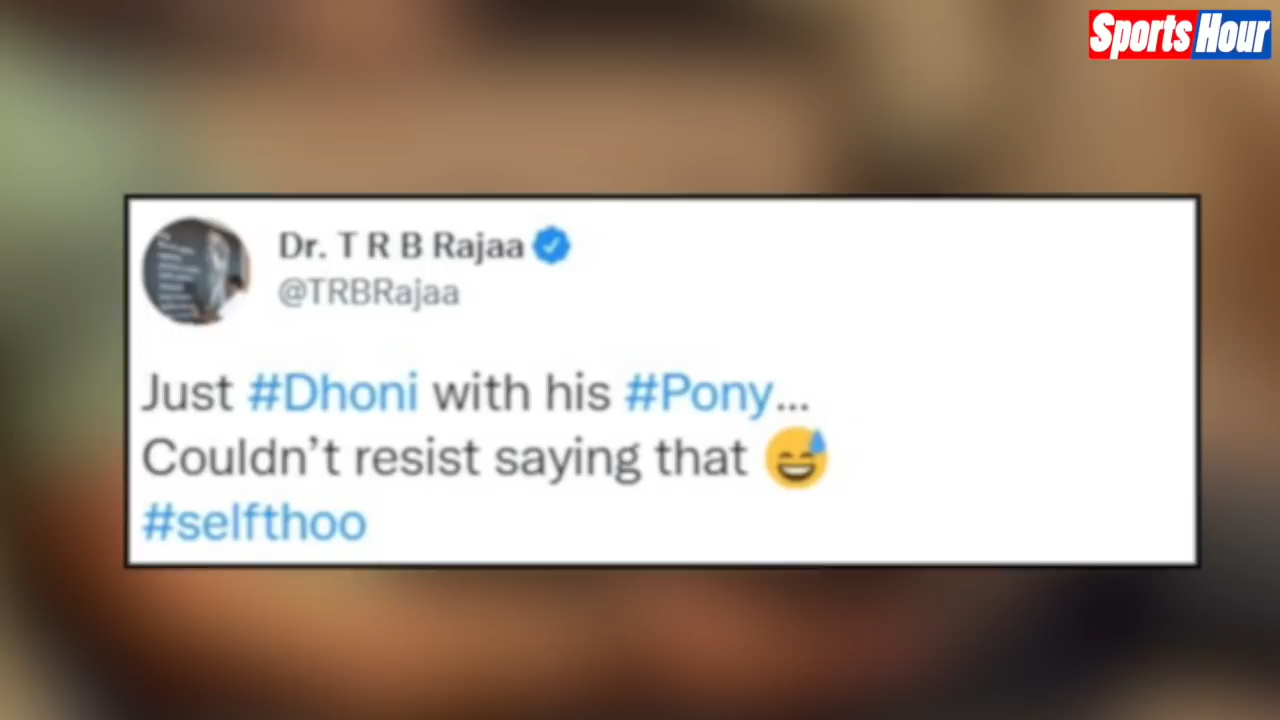 Sports Hour
Dr. T R B Rajaa
@TRBRajaa
Just #Dhoni with his #Pony...
Couldn’t resist saying that 😅
#selfthoo